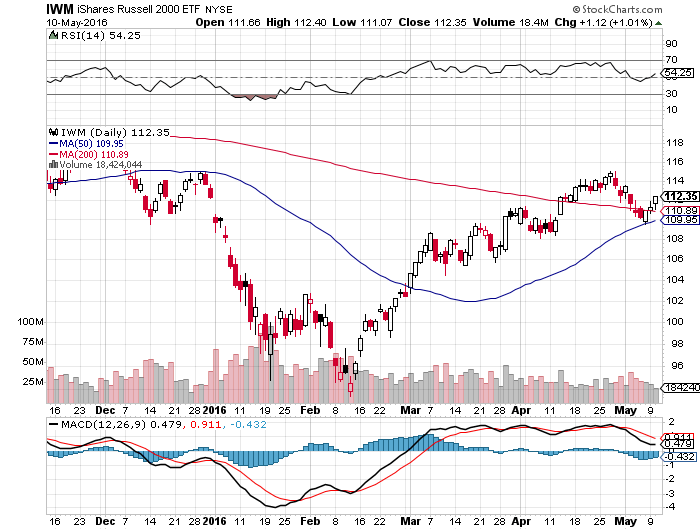 IWM iShares Russell 2000 ETF NYSE © StockCharts.com
10-May-2016 Open 111.66 High 112.40 Low 111.07 Close 112.35 Volume 18.4M Chg +1.12 (+1.01%)
RSI(14) 54.25
90
70
54.25
50
30
10
IWM (Daily) 112.35
MA(50) 109.95
MA(200) 110.89
Volume 18,424,044
118
116
114
112.35
110.89
109.95
108
106
104
102
100
98
96
100M
75M
50M
25M
1842404
16 23 Dec 7 14 21 28 2016 11 19 25 Feb 8 16 22 Mar 7 14 21 28 Apr 11 18 25 May 9
MACD(12,26,9) 0.479, 0.911, -0.432
2
1
0.911
0.479
-0.432
-1
-2
-3
-4
16 23 Dec 7 14 21 28 2016 11 19 25 Feb 8 16 22 Mar 7 14 21 28 Apr 11 18 25 May 9